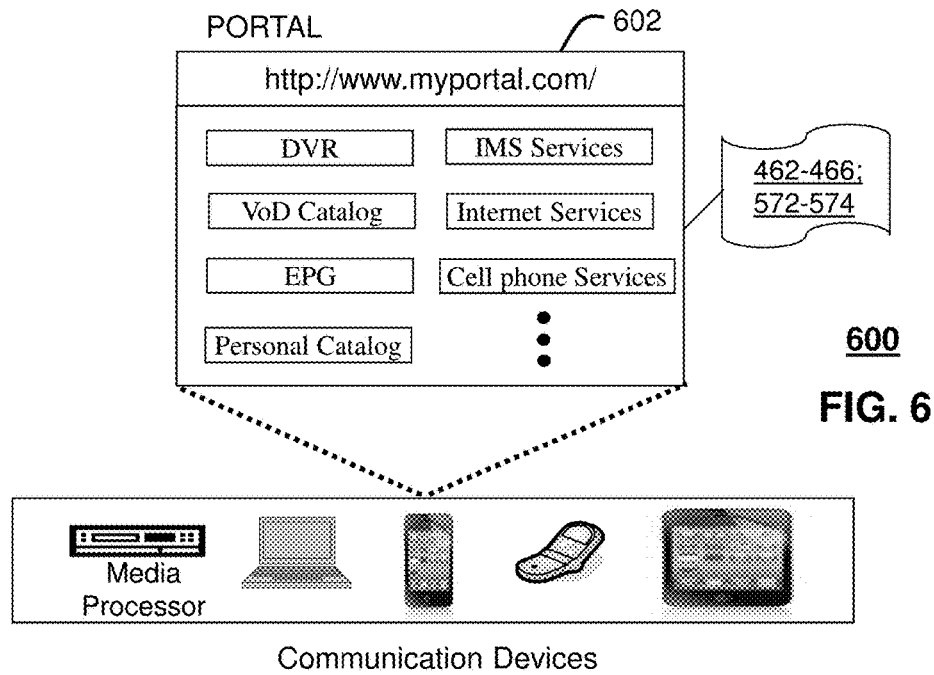 PORTAL
602
http://www.myportal.com/
DVR
IMS Services
VoD Catalog
Internet Services
EPG
Cell phone Services
Personal Catalog
462-466;
572-574
600
FIG. 6
Media
Processor
Communication Devices